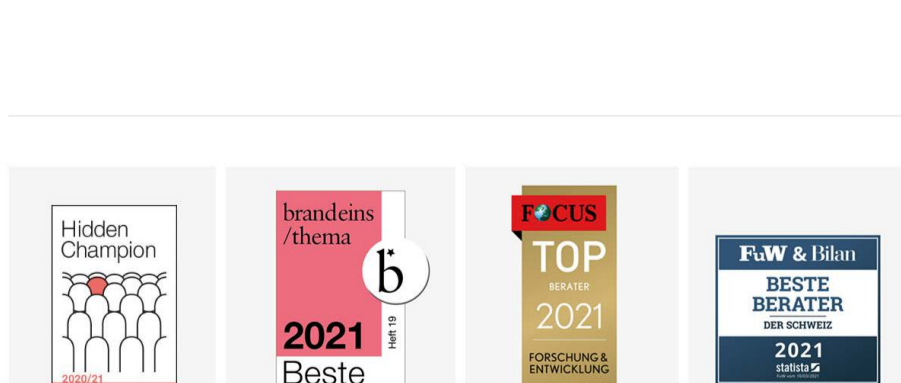 Hidden
Champion
2020/21
brandeins
/thema
b
2021
Heft 19
Beste
FOCUS
TOP
BERATER
2021
FORSCHUNG &
ENTWICKLUNG
FuW & Bilan
BESTE
BERATER
DER SCHWEIZ
2021
statista